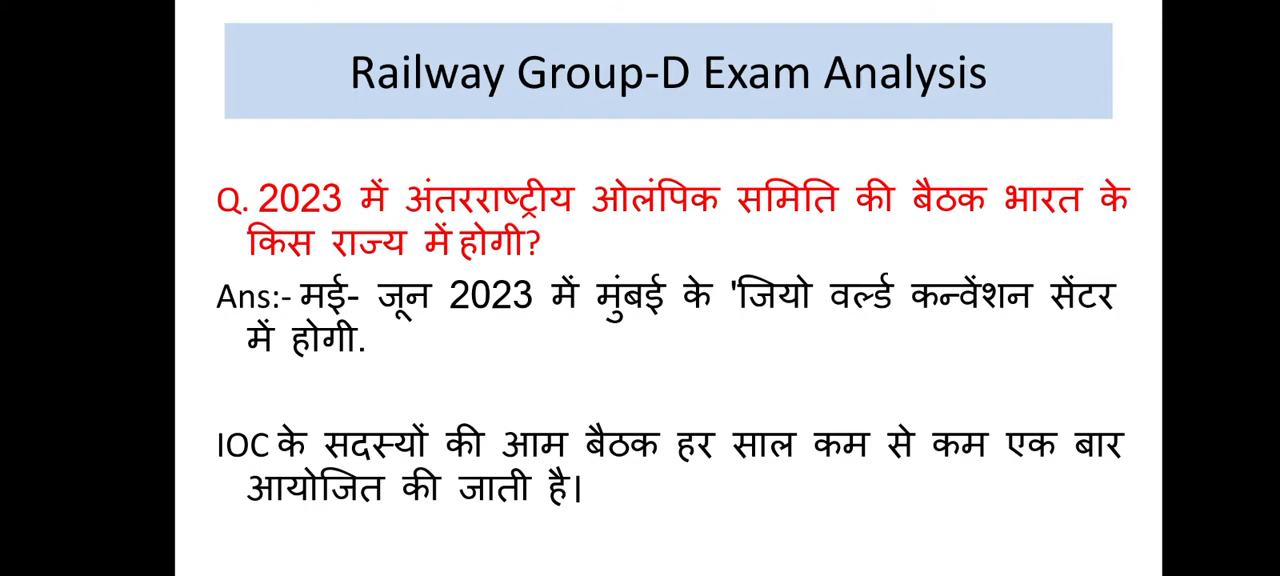 Railway Group-D Exam Analysis
Q. 2023 में अंतरराष्ट्रीय ओलंपिक समिति की बैठक भारत के
किस राज्य में होगी?
Ans:- मई- जून 2023 में मुंबई के 'जियो वर्ल्ड कन्वेंशन सेंटर
में होगी.
IOC के सदस्यों की आम बैठक हर साल कम से कम एक बार
आयोजित की जाती है।